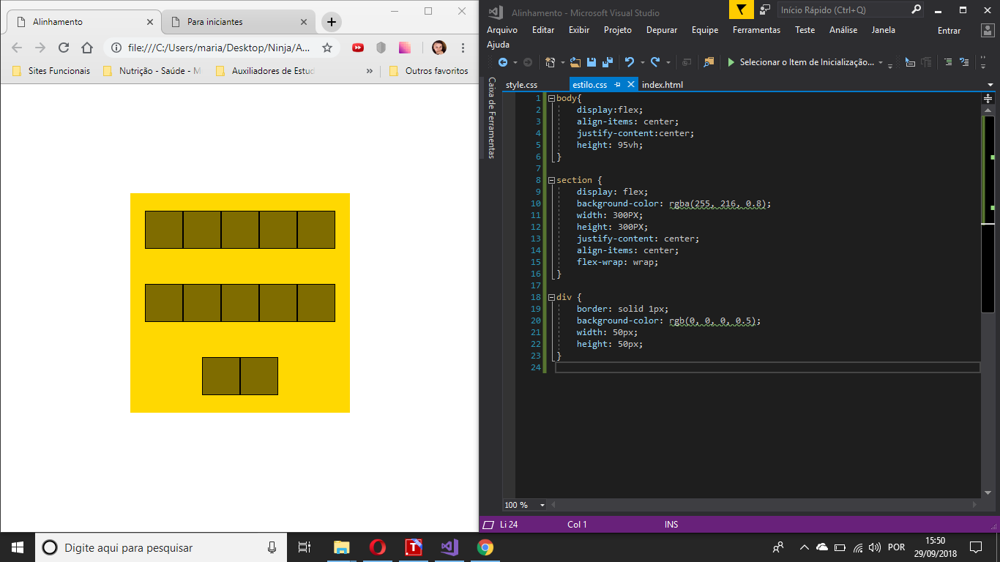 Alinhamento
Para iniciantes
file:///C:/Users/maria/Desktop/Ninja/A...
Sites Funcionais
Nutrição - Saúde - M
Auxiliadores de Estud
»
Outros favoritos
Alinhamento - Microsoft Visual Studio
Início Rápido (Ctrl+Q)
Arquivo Editar Exibir Projeto Depurar Equipe Ferramentas Teste Análise Janela Entrar
Ajuda
Selecionar o Item de Inicialização...
Caixa de Ferramentas
style.css estilo.css index.html
1 body{
2 display:flex;
3 align-items: center;
4 justify-content:center;
5 height: 95vh;
6 }
7
8 section {
9 display: flex;
10 background-color: rgba(255, 216, 0.8);
11 width: 300PX;
12 height: 300PX;
13 justify-content: center;
14 align-items: center;
15 flex-wrap: wrap;
16 }
17
18 div {
19 border: solid 1px;
20 background-color: rgb(0, 0, 0, 0.5);
21 width: 50px;
22 height: 50px;
23 }
24
100 %
Li 24 Col 1 INS
Digite aqui para pesquisar
T
POR
15:50
29/09/2018